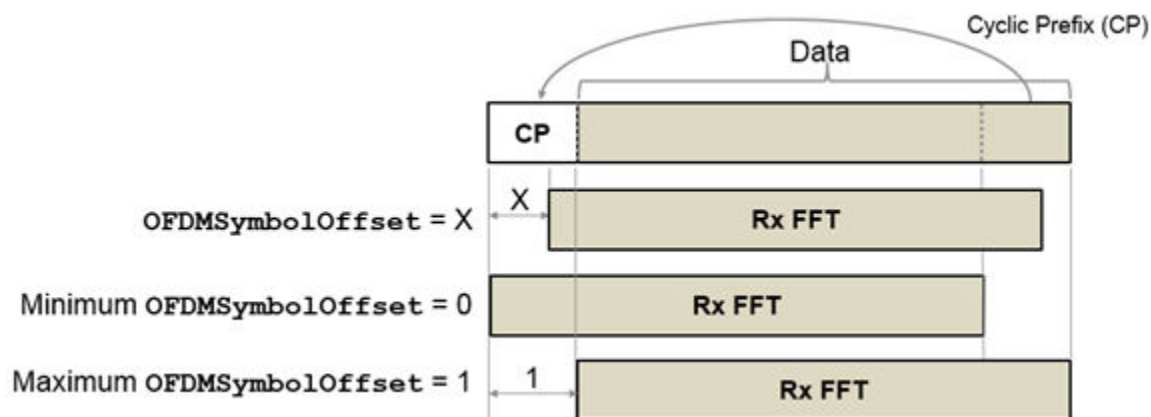 Cyclic Prefix (CP)
Data
CP
X
OFDMSymbolOffset = X
Rx FFT
Minimum OFDMSymbolOffset = 0
Rx FFT
Maximum OFDMSymbolOffset = 1
1
Rx FFT